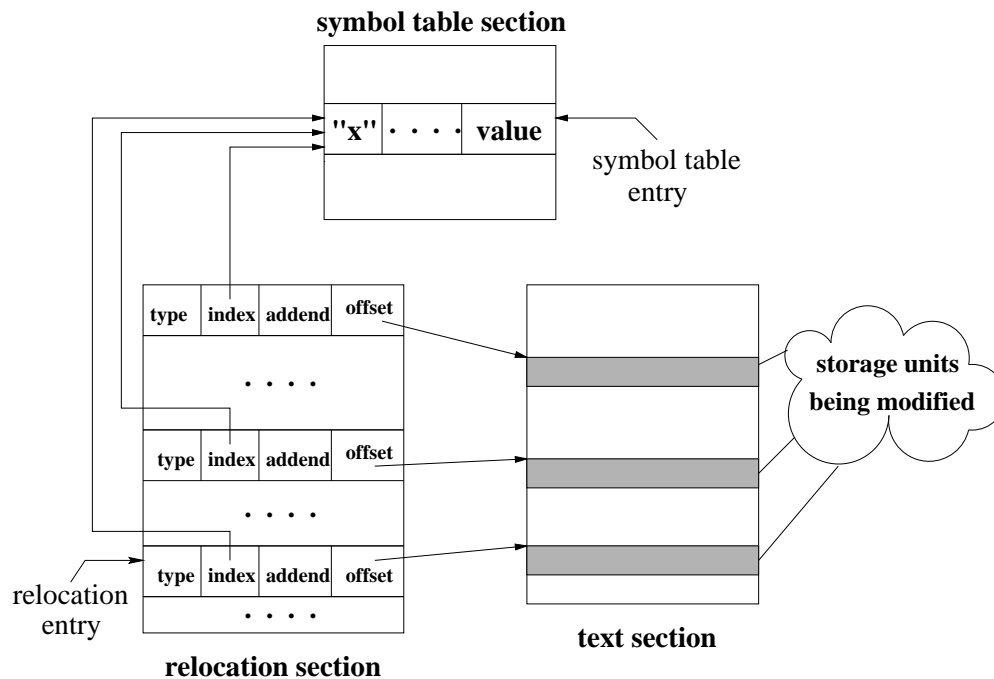 symbol table section
"x" . . . . value
symbol table
entry
type index addend offset
. . . .
type index addend offset
. . . .
type index addend offset
. . . .
relocation
entry
relocation section
storage units
being modified
text section